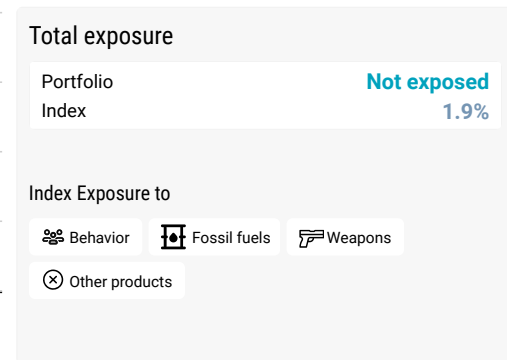 Total exposure
Portfolio Not exposed
Index 1.9%
Index Exposure to
Behavior Fossil fuels Weapons
Other products